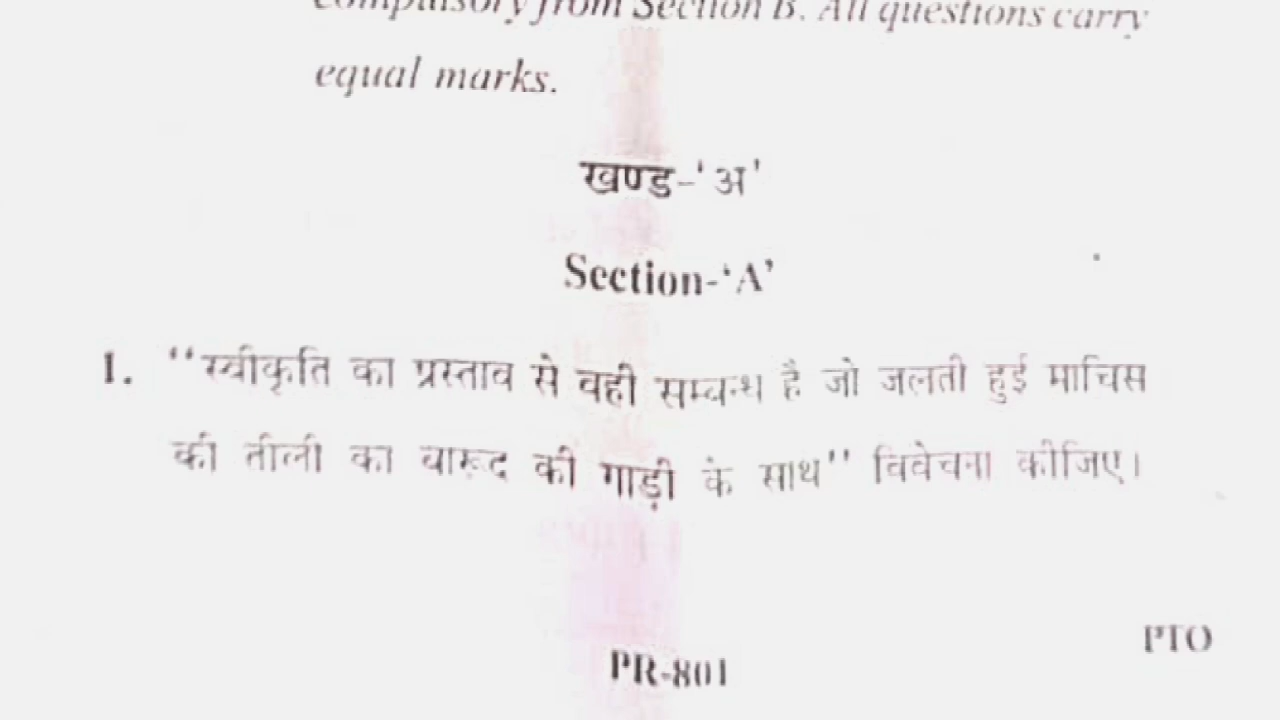 compulsory from Section B. All questions carry
equal marks.
खण्ड-'अ'
Section-'A'
1. "स्वीकृति का प्रस्ताव से वही सम्बन्ध है जो जलती हुई माचिस
की तीली का बारूद की गाड़ी के साथ" विवेचना कीजिए।
PTO
PR-801